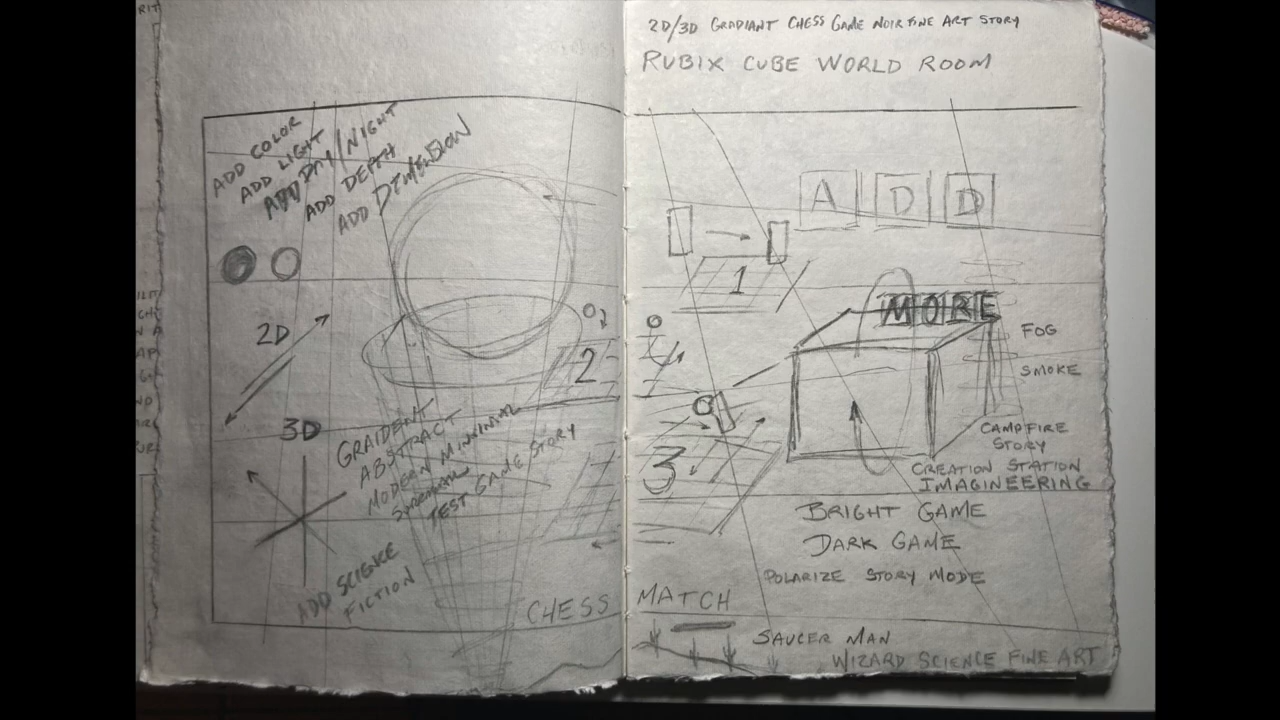 2D/3D GRADIANT CHESS GAME NOIR FINE ART STORY
RUBIX CUBE WORLD ROOM
ADD COLOR
ADD LIGHT
ADD DAY/NIGHT
ADD DEPTH
ADD DIMENSION
2D
3D
GRAIDENT
ABSTRACT
MODERN MINNIMAL
TEST GAME STORY
ADD SCIENCE
FICTION
2
CHESS MATCH
A D D
1
MORE
FOG
SMOKE
3
CAMPFIRE
STORY
CREATION STATION
IMAGINEERING
BRIGHT GAME
DARK GAME
POLARIZE STORY MODE
SAUCER MAN
WIZARD SCIENCE FINE ART